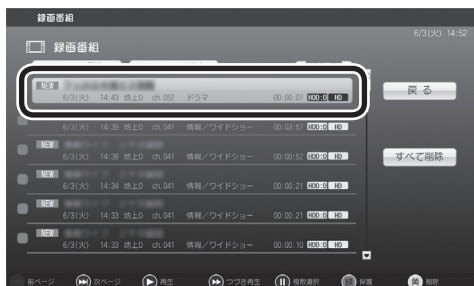 録画番組
6/3(火) 14:52
録画番組
NEW
6/3(火) 14:43 地上D ch.052 ドラマ 00:00:07 HDD:D HD
戻る
6/3(火) 14:39 地上D ch.041 情報／ワイドショー 00:03:57 HDD:D HD
NEW
6/3(火) 14:38 地上D ch.041 情報／ワイドショー 00:00:52 HDD:D HD
すべて削除
NEW
6/3(火) 14:34 地上D ch.041 情報／ワイドショー 00:00:21 HDD:D HD
NEW
6/3(火) 14:33 地上D ch.041 情報／ワイドショー 00:00:21 HDD:D HD
NEW
6/3(火) 14:33 地上D ch.041 情報／ワイドショー 00:00:10 HDD:D HD
前ページ 次ページ 再生 つづき再生 複数選択 保護 黄 削除